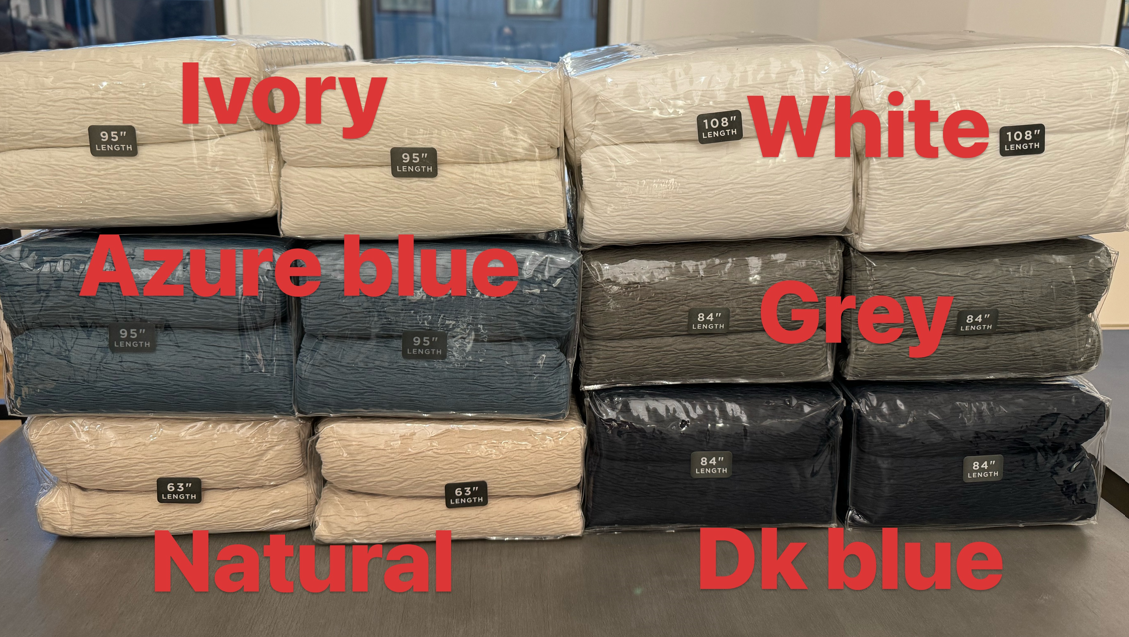 Ivory
95"
LENGTH
95"
LENGTH
White
108"
LENGTH
108"
LENGTH
Azure blue
95"
LENGTH
95"
LENGTH
Grey
84"
LENGTH
84"
LENGTH
63"
LENGTH
63"
LENGTH
Natural
84"
LENGTH
84"
LENGTH
Dk blue